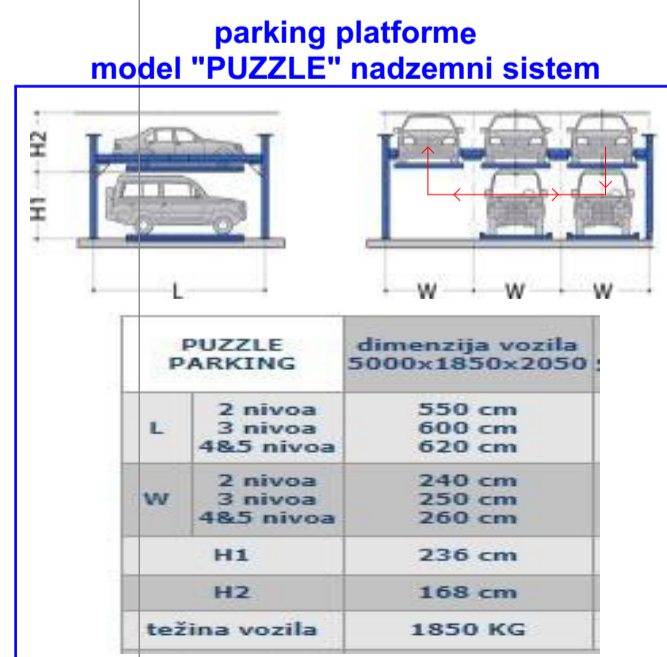 parking platforme
model "PUZZLE" nadzemni sistem
H2
H1
L
W W W
PUZZLE
PARKING
dimenzija vozila
5000x1850x2050
L
2 nivoa
3 nivoa
4&5 nivoa
550 cm
600 cm
620 cm
W
2 nivoa
3 nivoa
4&5 nivoa
240 cm
250 cm
260 cm
H1 236 cm
H2 168 cm
težina vozila 1850 KG